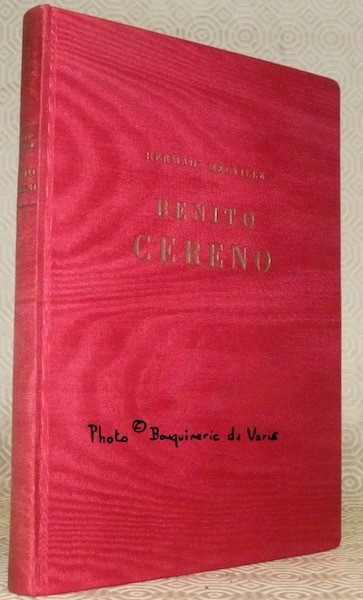 HERMAN MELVILLE
BENITO
CERENO
Photo © Bouquinerie du Varis